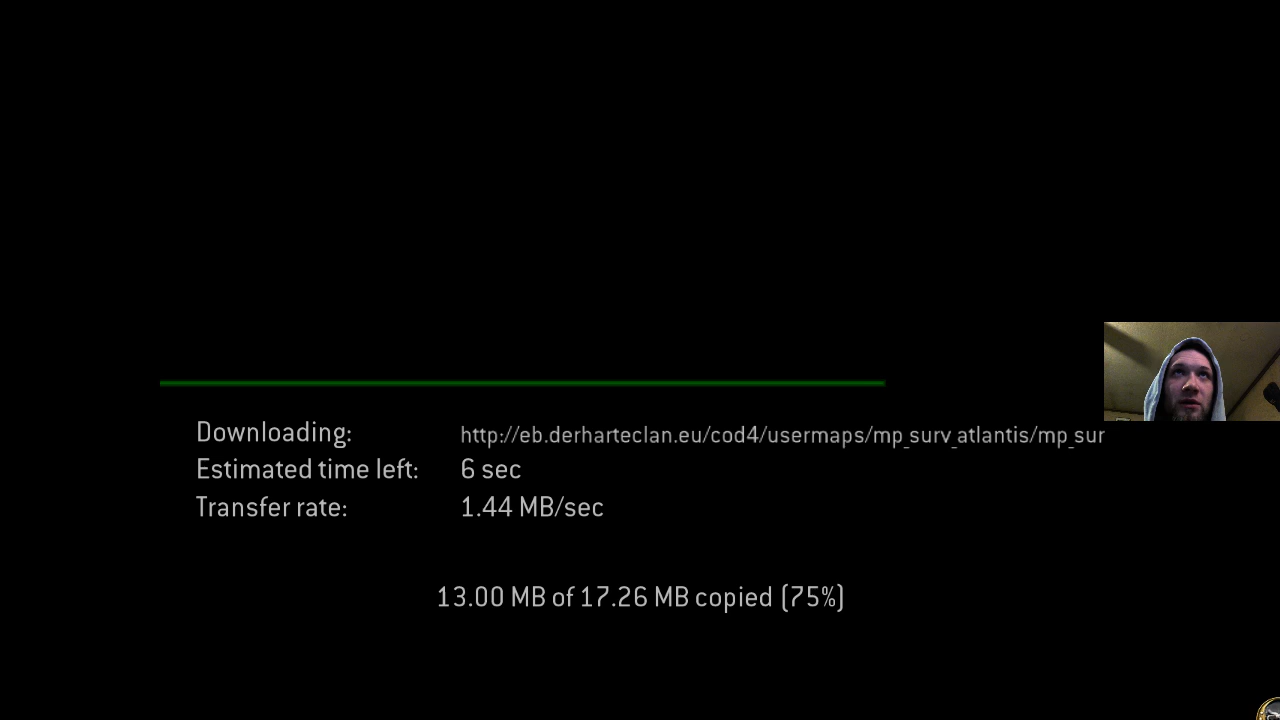 Downloading: http://eb.derharteclan.eu/cod4/usermaps/mp_surv_atlantis/mp_sur
Estimated time left: 6 sec
Transfer rate: 1.44 MB/sec
13.00 MB of 17.26 MB copied (75%)